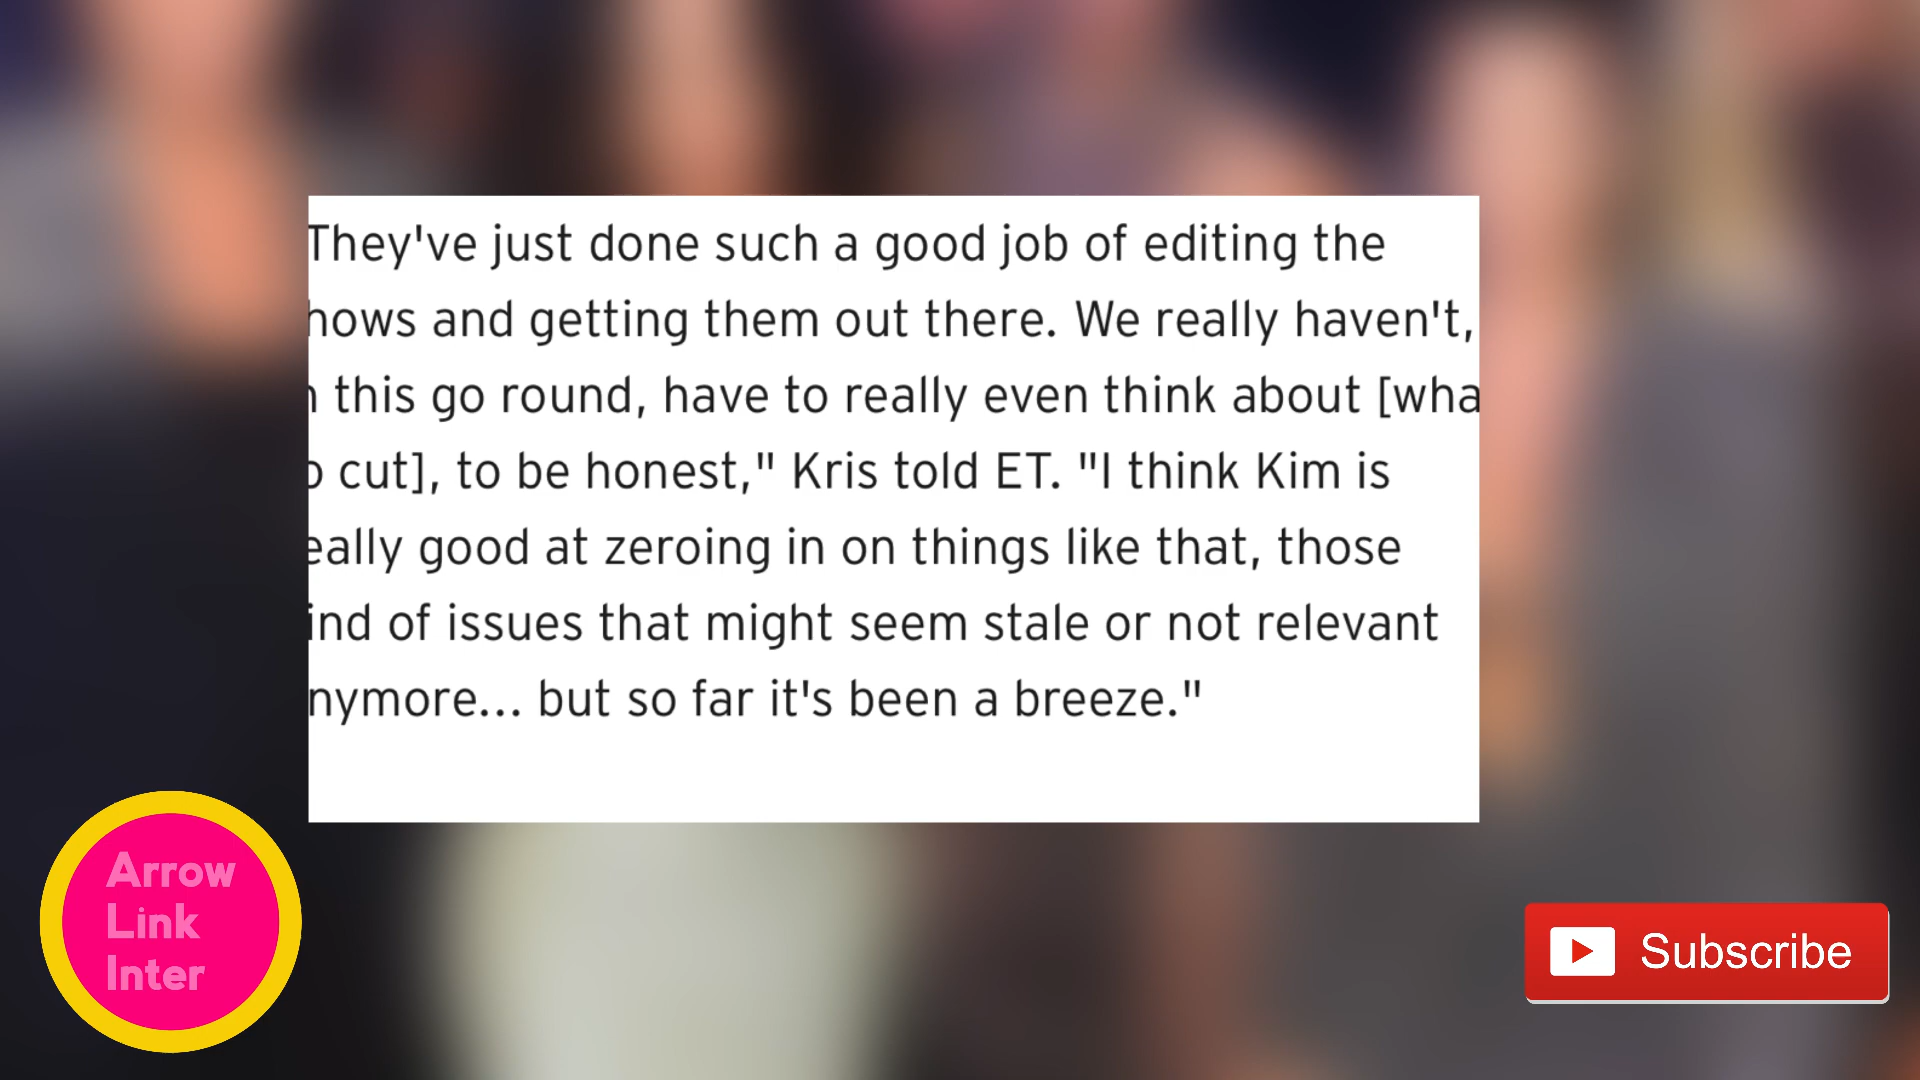 They've just done such a good job of editing the
hows and getting them out there. We really haven't,
this go round, have to really even think about [wha
cut], to be honest," Kris told ET. "I think Kim is
eally good at zeroing in on things like that, those
ind of issues that might seem stale or not relevant
nymore... but so far it's been a breeze."
Arrow
Link
Inter
Subscribe